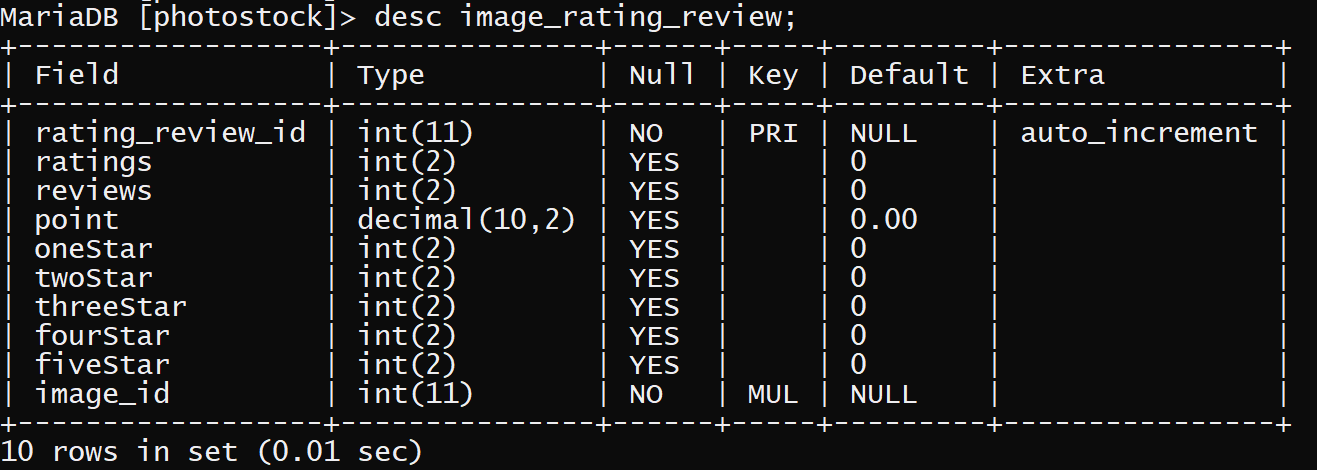 MariaDB [photostock]> desc image_rating_review;
+------------------+---------------+------+-----+---------+----------------+
| Field            | Type          | Null | Key | Default | Extra          |
+------------------+---------------+------+-----+---------+----------------+
| rating_review_id | int(11)       | NO   | PRI | NULL    | auto_increment |
| ratings          | int(2)        | YES  |     | 0       |                |
| reviews          | int(2)        | YES  |     | 0       |                |
| point            | decimal(10,2) | YES  |     | 0.00    |                |
| oneStar          | int(2)        | YES  |     | 0       |                |
| twoStar          | int(2)        | YES  |     | 0       |                |
| threeStar        | int(2)        | YES  |     | 0       |                |
| fourStar         | int(2)        | YES  |     | 0       |                |
| fiveStar         | int(2)        | YES  |     | 0       |                |
| image_id         | int(11)       | NO   | MUL | NULL    |                |
+------------------+---------------+------+-----+---------+----------------+
10 rows in set (0.01 sec)